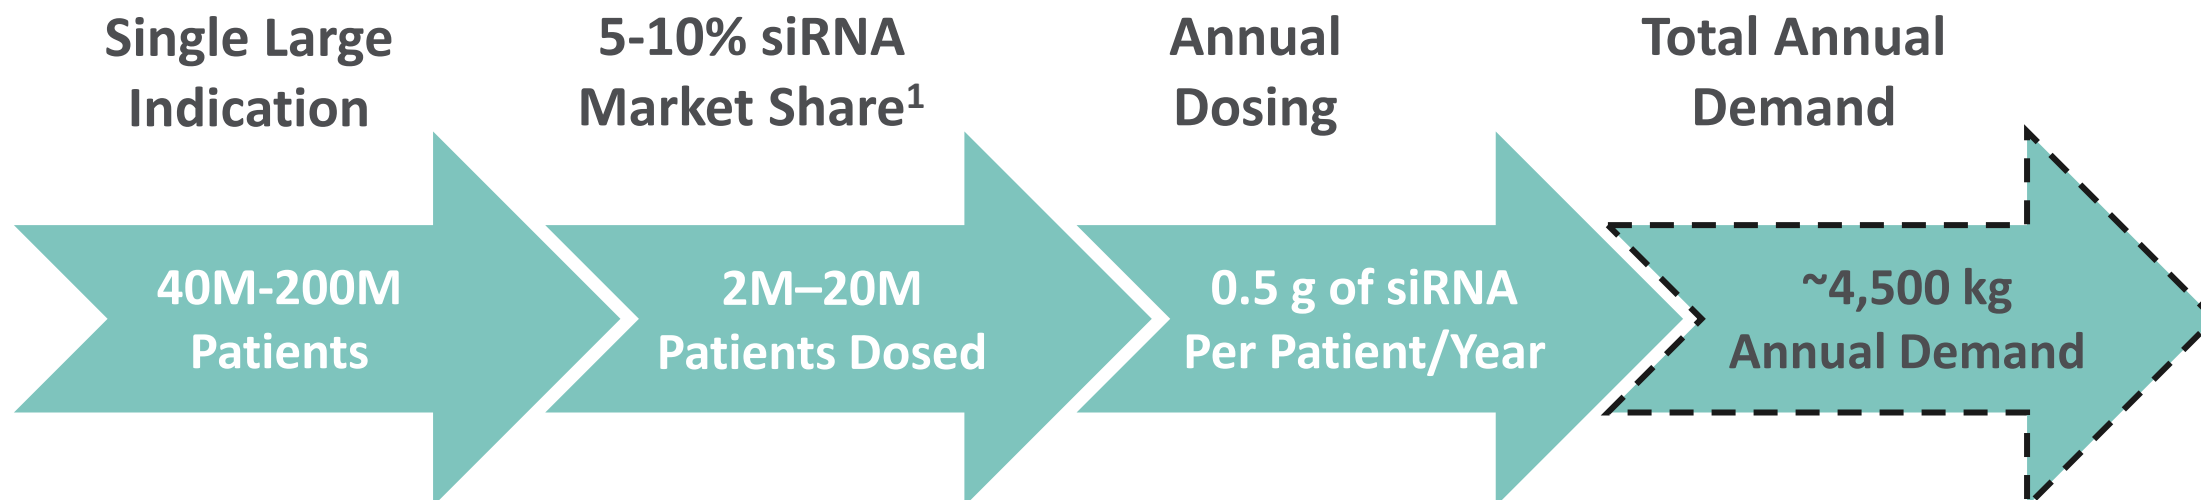 Single Large
Indication
5-10% siRNA
Market Share¹
Annual
Dosing
Total Annual
Demand
40M-200M
Patients
2M–20M
Patients Dosed
0.5 g of siRNA
Per Patient/Year
~4,500 kg
Annual Demand